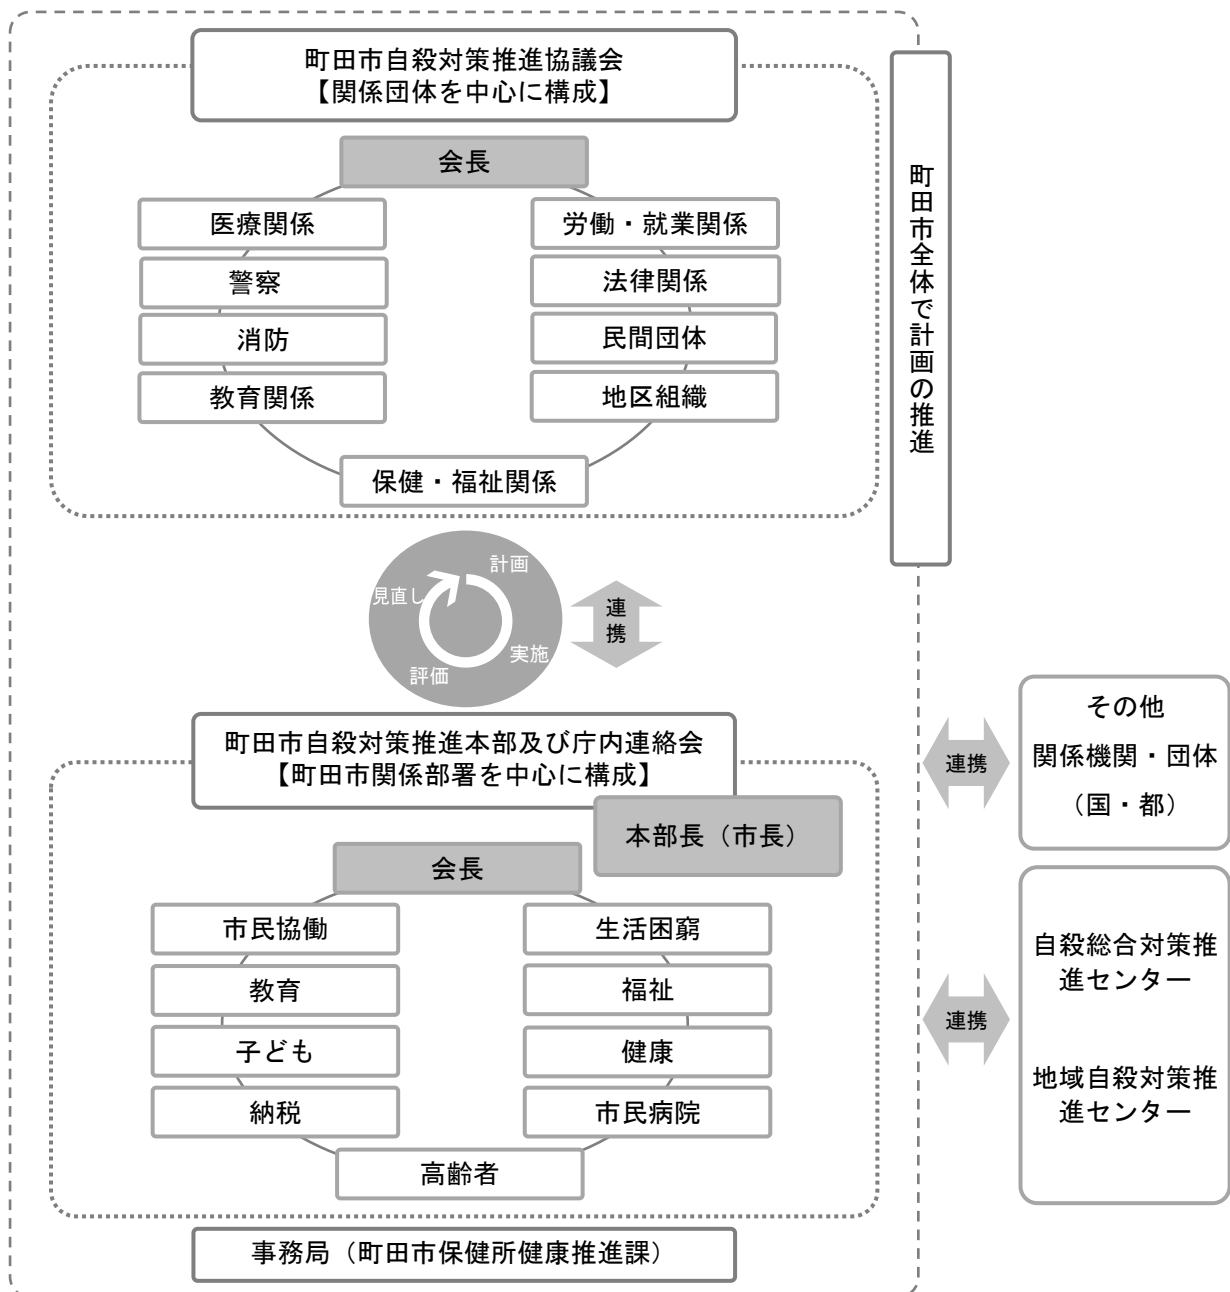 町田市自殺対策推進協議会
【関係団体を中心に構成】
会長
医療関係
警察
消防
教育関係
労働・就業関係
法律関係
民間団体
地区組織
保健・福祉関係
町田市全体で計画の推進
計画
実施
評価
見直し
連携
町田市自殺対策推進本部及び庁内連絡会
【町田市関係部署を中心に構成】
本部長（市長）
会長
市民協働
教育
子ども
納税
生活困窮
福祉
健康
市民病院
高齢者
事務局（町田市保健所健康推進課）
連携
その他
関係機関・団体
（国・都）
連携
自殺総合対策推
進センター
地域自殺対策推
進センター